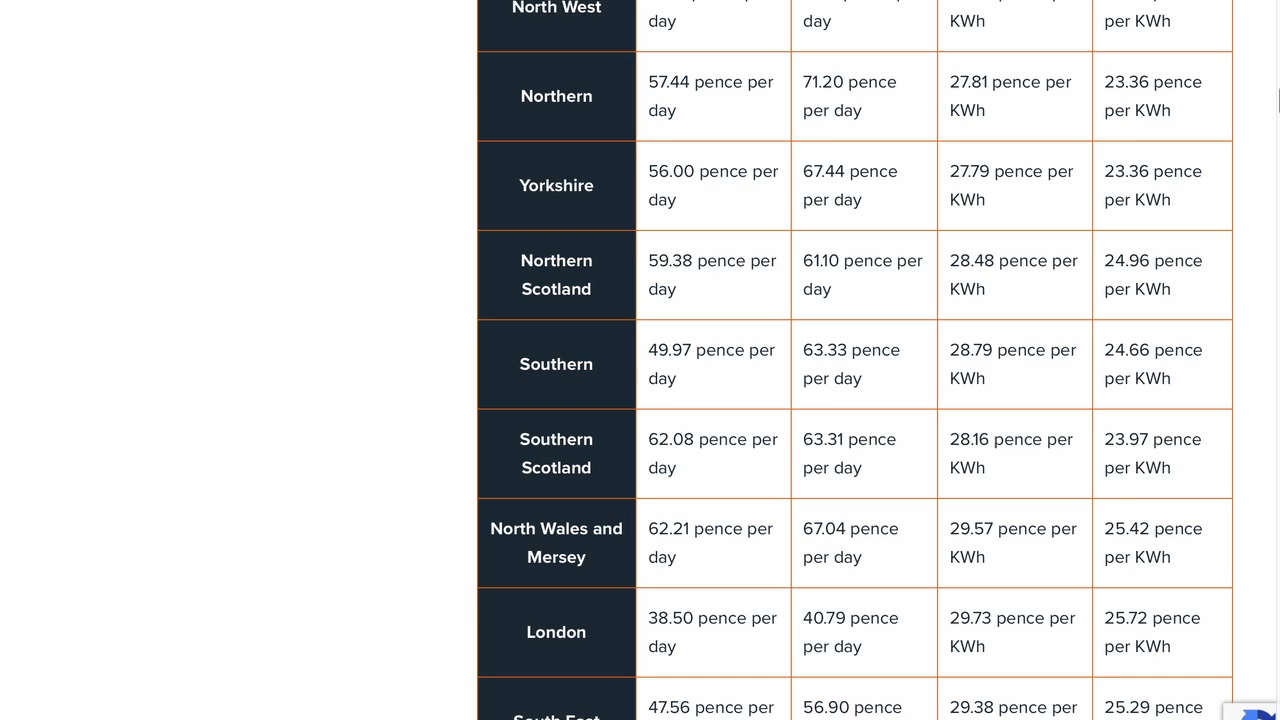 North West
day
day
KWh
per KWh
Northern
57.44 pence per
day
71.20 pence
per day
27.81 pence per
KWh
23.36 pence
per KWh
Yorkshire
56.00 pence per
day
67.44 pence
per day
27.79 pence per
KWh
23.36 pence
per KWh
Northern
Scotland
59.38 pence per
day
61.10 pence per
day
28.48 pence per
KWh
24.96 pence
per KWh
Southern
49.97 pence per
day
63.33 pence
per day
28.79 pence per
KWh
24.66 pence
per KWh
Southern
Scotland
62.08 pence per
day
63.31 pence
per day
28.16 pence per
KWh
23.97 pence
per KWh
North Wales and
Mersey
62.21 pence per
day
67.04 pence
per day
29.57 pence per
KWh
25.42 pence
per KWh
London
38.50 pence per
day
40.79 pence
per day
29.73 pence per
KWh
25.72 pence
per KWh
South East
47.56 pence per
56.90 pence
29.38 pence per
25.29 pence